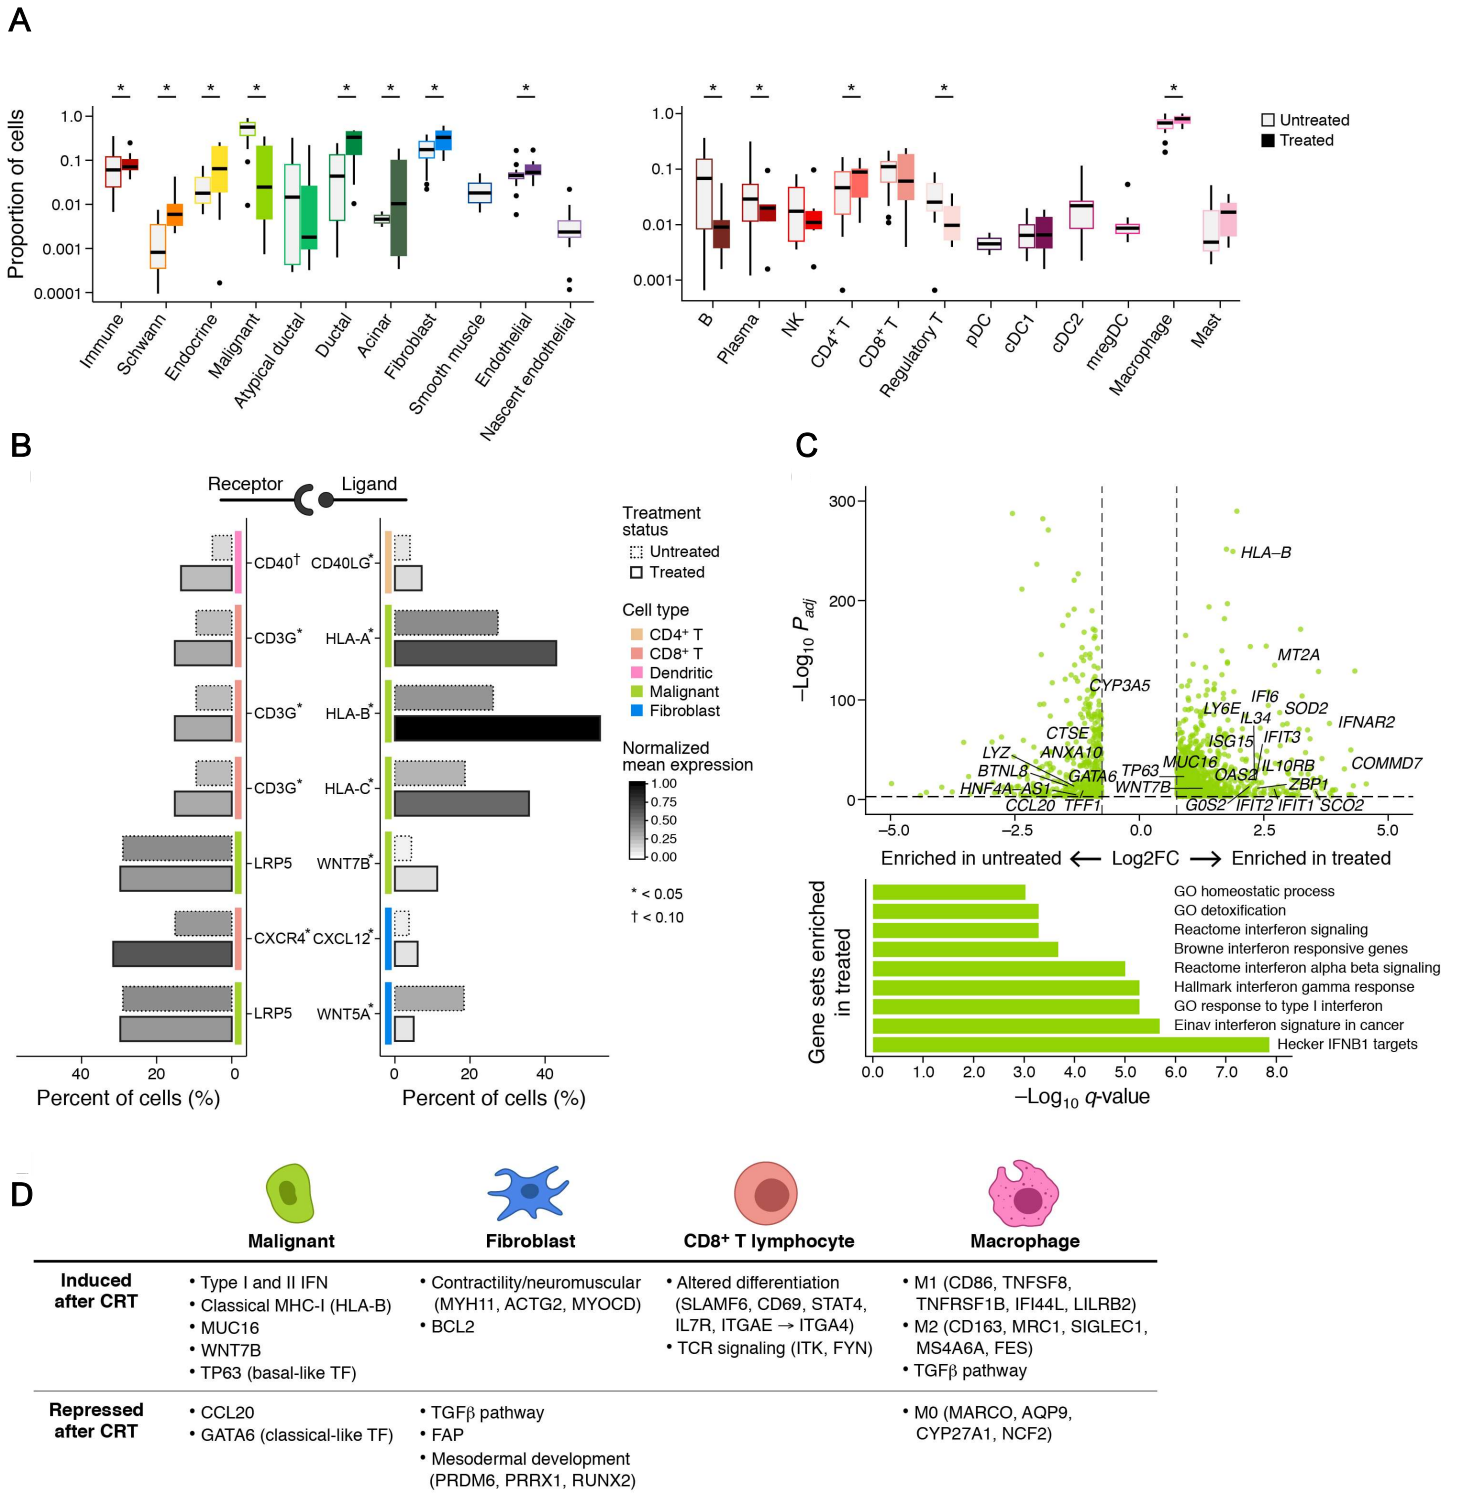 A
Proportion of cells
1.0
0.1
0.01
0.001
0.0001
* * * * * * * *
Immune
Schwann
Endocrine
Malignant
Atypical ductal
Ductal
Acinar
Fibroblast
Smooth muscle
Endothelial
Nascent endothelial
1.0
0.1
0.01
0.001
* * * * *
B
Plasma
NK
CD4+ T
CD8+ T
Regulatory T
pDC
cDC1
cDC2
mregDC
Macrophage
Mast
Untreated
Treated
B
Receptor Ligand
CD40† CD40LG*
CD3G* HLA-A*
CD3G* HLA-B*
CD3G* HLA-C*
LRP5 WNT7B*
CXCR4* CXCL12*
LRP5 WNT5A*
40 20 0 0 20 40
Percent of cells (%) Percent of cells (%)
Treatment
status
Untreated
Treated
Cell type
CD4+ T
CD8+ T
Dendritic
Malignant
Fibroblast
Normalized
mean expression
1.00
0.75
0.50
0.25
0.00
* < 0.05
† < 0.10
C
−Log10 Padj
300
200
100
0
HLA−B
MT2A
CYP3A5
IFI6
LY6E
SOD2
IL34
IFNAR2
CTSE
ISG15
IFIT3
LYZ
ANXA10
MUC16
IL10RB
COMMD7
BTNL8
GATA6
TP63
OAS2
HNF4A−AS1
WNT7B
ZBP1
CCL20
TFF1
G0S2
IFIT2
IFIT1
SCO2
−5.0 −2.5 0.0 2.5 5.0
Enriched in untreated ← Log2FC → Enriched in treated
Gene sets enriched
in treated
GO homeostatic process
GO detoxification
Reactome interferon signaling
Browne interferon responsive genes
Reactome interferon alpha beta signaling
Hallmark interferon gamma response
GO response to type I interferon
Einav interferon signature in cancer
Hecker IFNB1 targets
0.0 1.0 2.0 3.0 4.0 5.0 6.0 7.0 8.0
−Log10 q-value
D
Malignant Fibroblast CD8+ T lymphocyte Macrophage
Induced
after CRT
• Type I and II IFN
• Classical MHC-I (HLA-B)
• MUC16
• WNT7B
• TP63 (basal-like TF)
• Contractility/neuromuscular
(MYH11, ACTG2, MYOCD)
• BCL2
• Altered differentiation
(SLAMF6, CD69, STAT4,
IL7R, ITGAE → ITGA4)
• TCR signaling (ITK, FYN)
• M1 (CD86, TNFSF8,
TNFRSF1B, IFI44L, LILRB2)
• M2 (CD163, MRC1, SIGLEC1,
MS4A6A, FES)
• TGFβ pathway
Repressed
after CRT
• CCL20
• GATA6 (classical-like TF)
• TGFβ pathway
• FAP
• Mesodermal development
(PRDM6, PRRX1, RUNX2)
• M0 (MARCO, AQP9,
CYP27A1, NCF2)